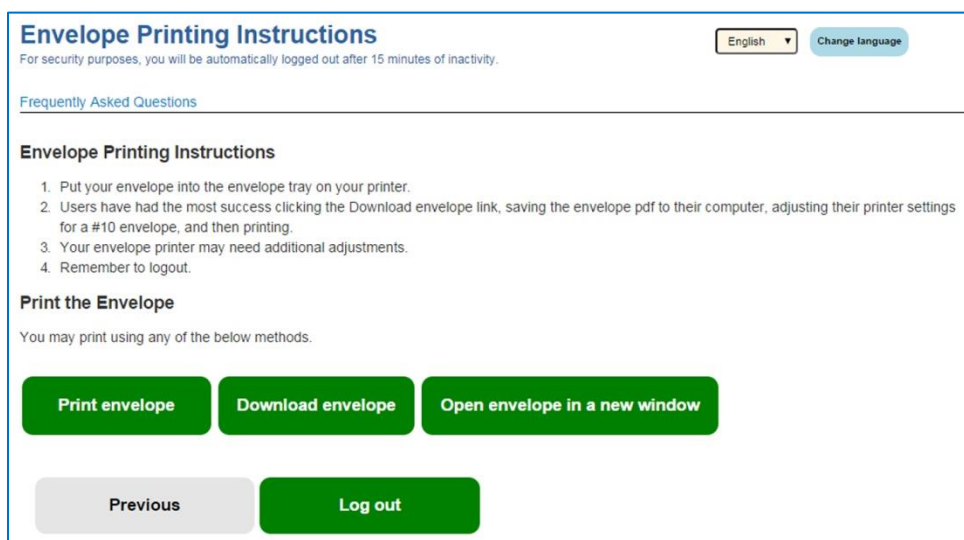 Envelope Printing Instructions
English
Change language
For security purposes, you will be automatically logged out after 15 minutes of inactivity.
Frequently Asked Questions
Envelope Printing Instructions
1. Put your envelope into the envelope tray on your printer.
2. Users have had the most success clicking the Download envelope link, saving the envelope pdf to their computer, adjusting their printer settings
for a #10 envelope, and then printing.
3. Your envelope printer may need additional adjustments.
4. Remember to logout.
Print the Envelope
You may print using any of the below methods.
Print envelope
Download envelope
Open envelope in a new window
Previous
Log out